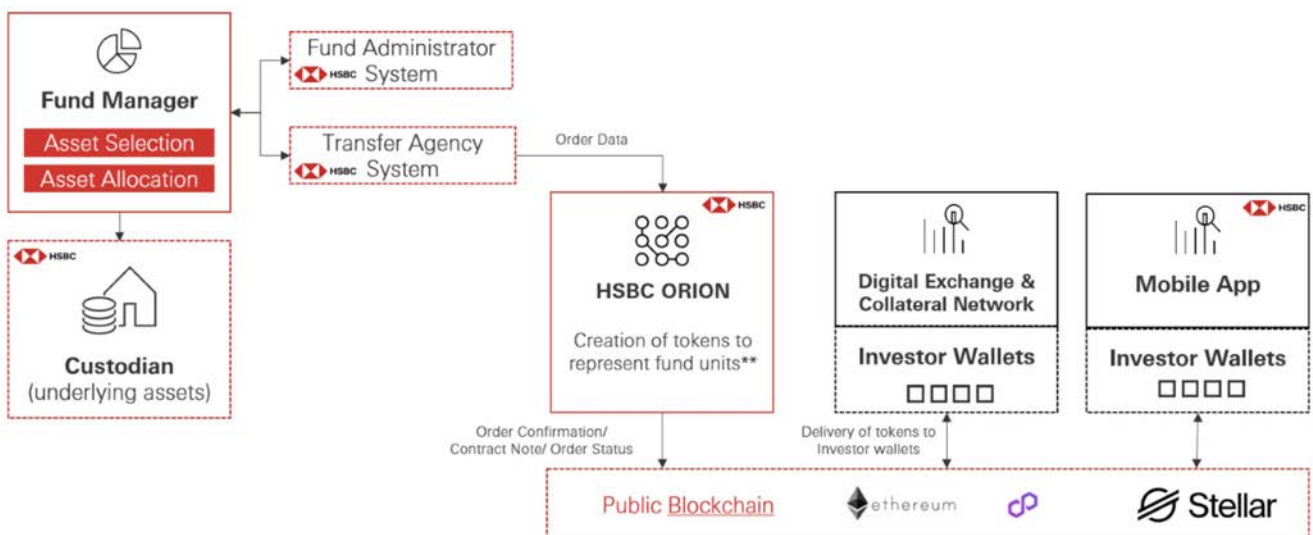 Fund Manager
Asset Selection
Asset Allocation
Fund Administrator
HSBC System
Transfer Agency
HSBC System
Order Data
HSBC
Custodian
(underlying assets)
HSBC
HSBC ORION
Creation of tokens to
represent fund units**
Digital Exchange &
Collateral Network
Investor Wallets
HSBC
Mobile App
Investor Wallets
Order Confirmation/
Contract Note/ Order Status
Delivery of tokens to
Investor wallets
Public Blockchain
ethereum
Stellar